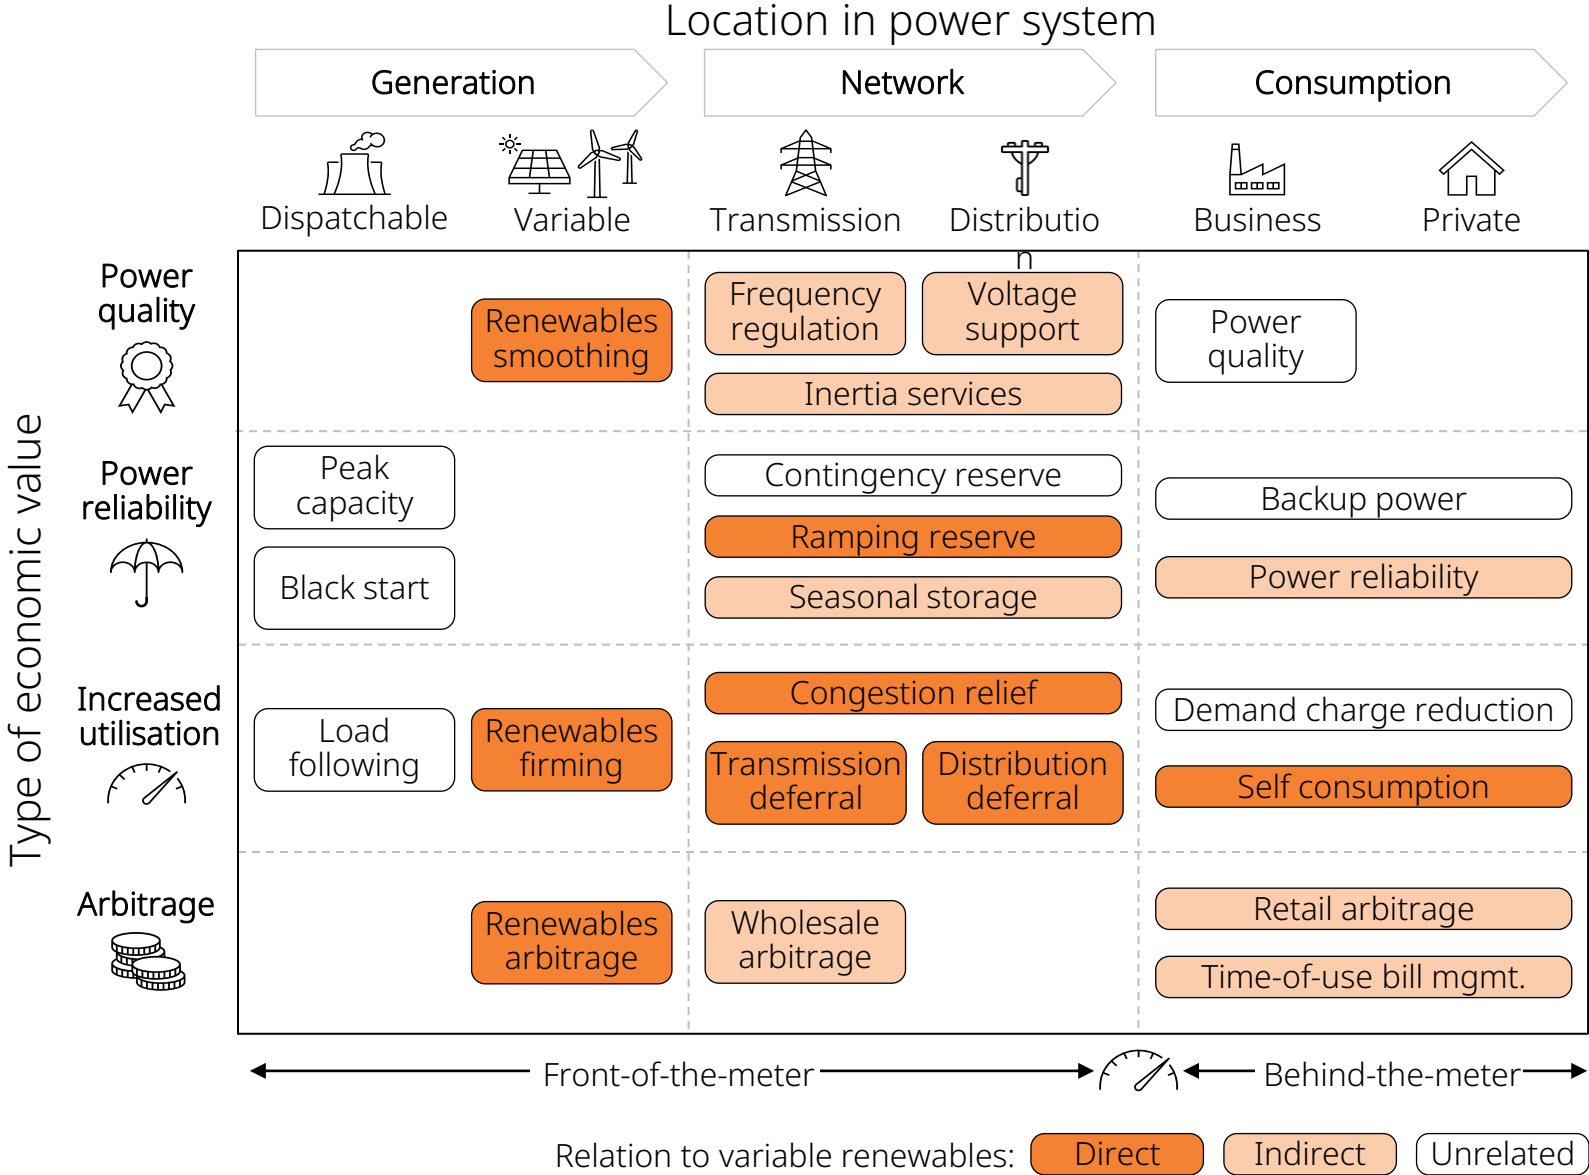 Location in power system
Generation
Network
Consumption
Dispatchable
Variable
Transmission
Distributio
n
Business
Private
Type of economic value
Power
quality
Renewables
smoothing
Frequency
regulation
Voltage
support
Inertia services
Power
quality
Power
reliability
Peak
capacity
Black start
Contingency reserve
Ramping reserve
Seasonal storage
Backup power
Power reliability
Increased
utilisation
Load
following
Renewables
firming
Congestion relief
Transmission
deferral
Distribution
deferral
Demand charge reduction
Self consumption
Arbitrage
Renewables
arbitrage
Wholesale
arbitrage
Retail arbitrage
Time-of-use bill mgmt.
Front-of-the-meter
Behind-the-meter
Relation to variable renewables:
Direct
Indirect
Unrelated